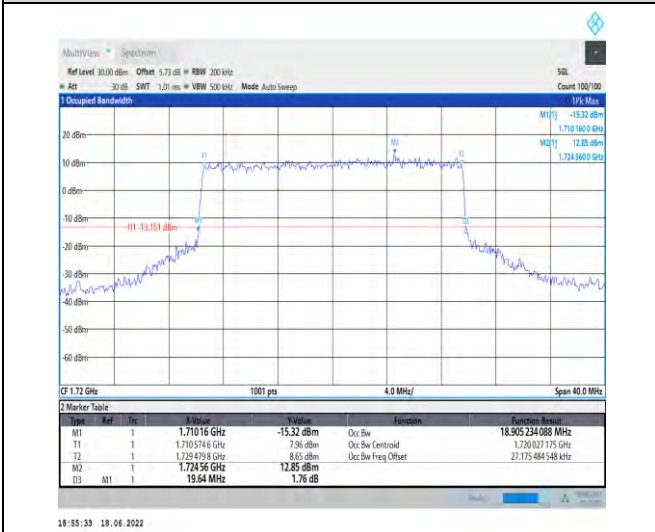 MultiView Spectrum
Ref Level 30.00 dBm Offset 5.73 dB RBW 200 kHz SGL
Att 30 dB SWT 1.01 ms VBW 500 kHz Mode Auto Sweep Count 100/100
1 Occupied Bandwidth 1Pk Max
M1[1] -15.32 dBm
1.710 160 0 GHz
M2[1] 12.85 dBm
1.724 560 0 GHz
20 dBm
M2
T1 T2
10 dBm
0 dBm
-10 dBm
H1 -13.151 dBm
M1 D3
-20 dBm
-30 dBm
-40 dBm
-50 dBm
-60 dBm
CF 1.72 GHz 1001 pts 4.0 MHz/ Span 40.0 MHz
2 Marker Table
Type Ref Trc X-Value Y-Value Function Function Result
M1 1 1.710 16 GHz -15.32 dBm Occ Bw 18.905 234 088 MHz
T1 1 1.710 574 6 GHz 7.96 dBm Occ Bw Centroid 1.720 027 175 GHz
T2 1 1.729 479 8 GHz 8.65 dBm Occ Bw Freq Offset 27.175 484 548 kHz
M2 1 1.724 56 GHz 12.85 dBm
D3 M1 1 19.64 MHz 1.76 dB
18:55:33 18.06.2022